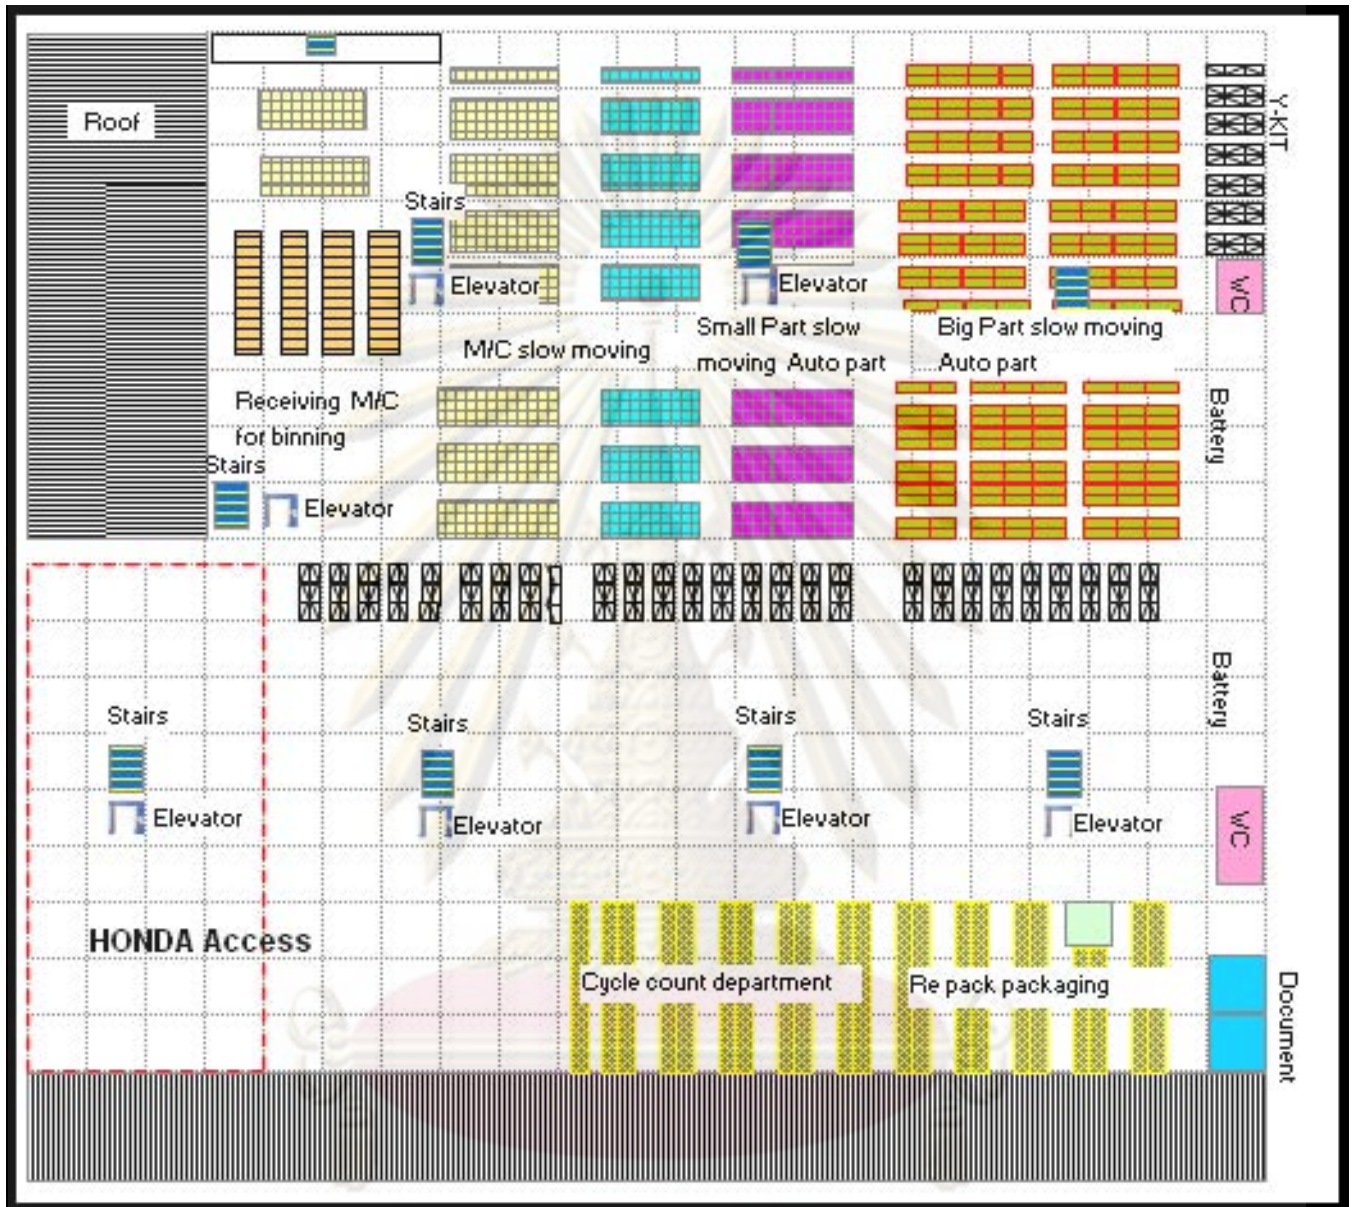 Roof
Y-KIT
Stairs
Elevator
Elevator
WC
Small Part slow
moving Auto part
Big Part slow moving
Auto part
M/C slow moving
Receiving M/C
for binning
Battery
Stairs
Elevator
Battery
Stairs
Stairs
Stairs
Stairs
Elevator
Elevator
Elevator
Elevator
WC
HONDA Access
Cycle count department
Re pack packaging
Document